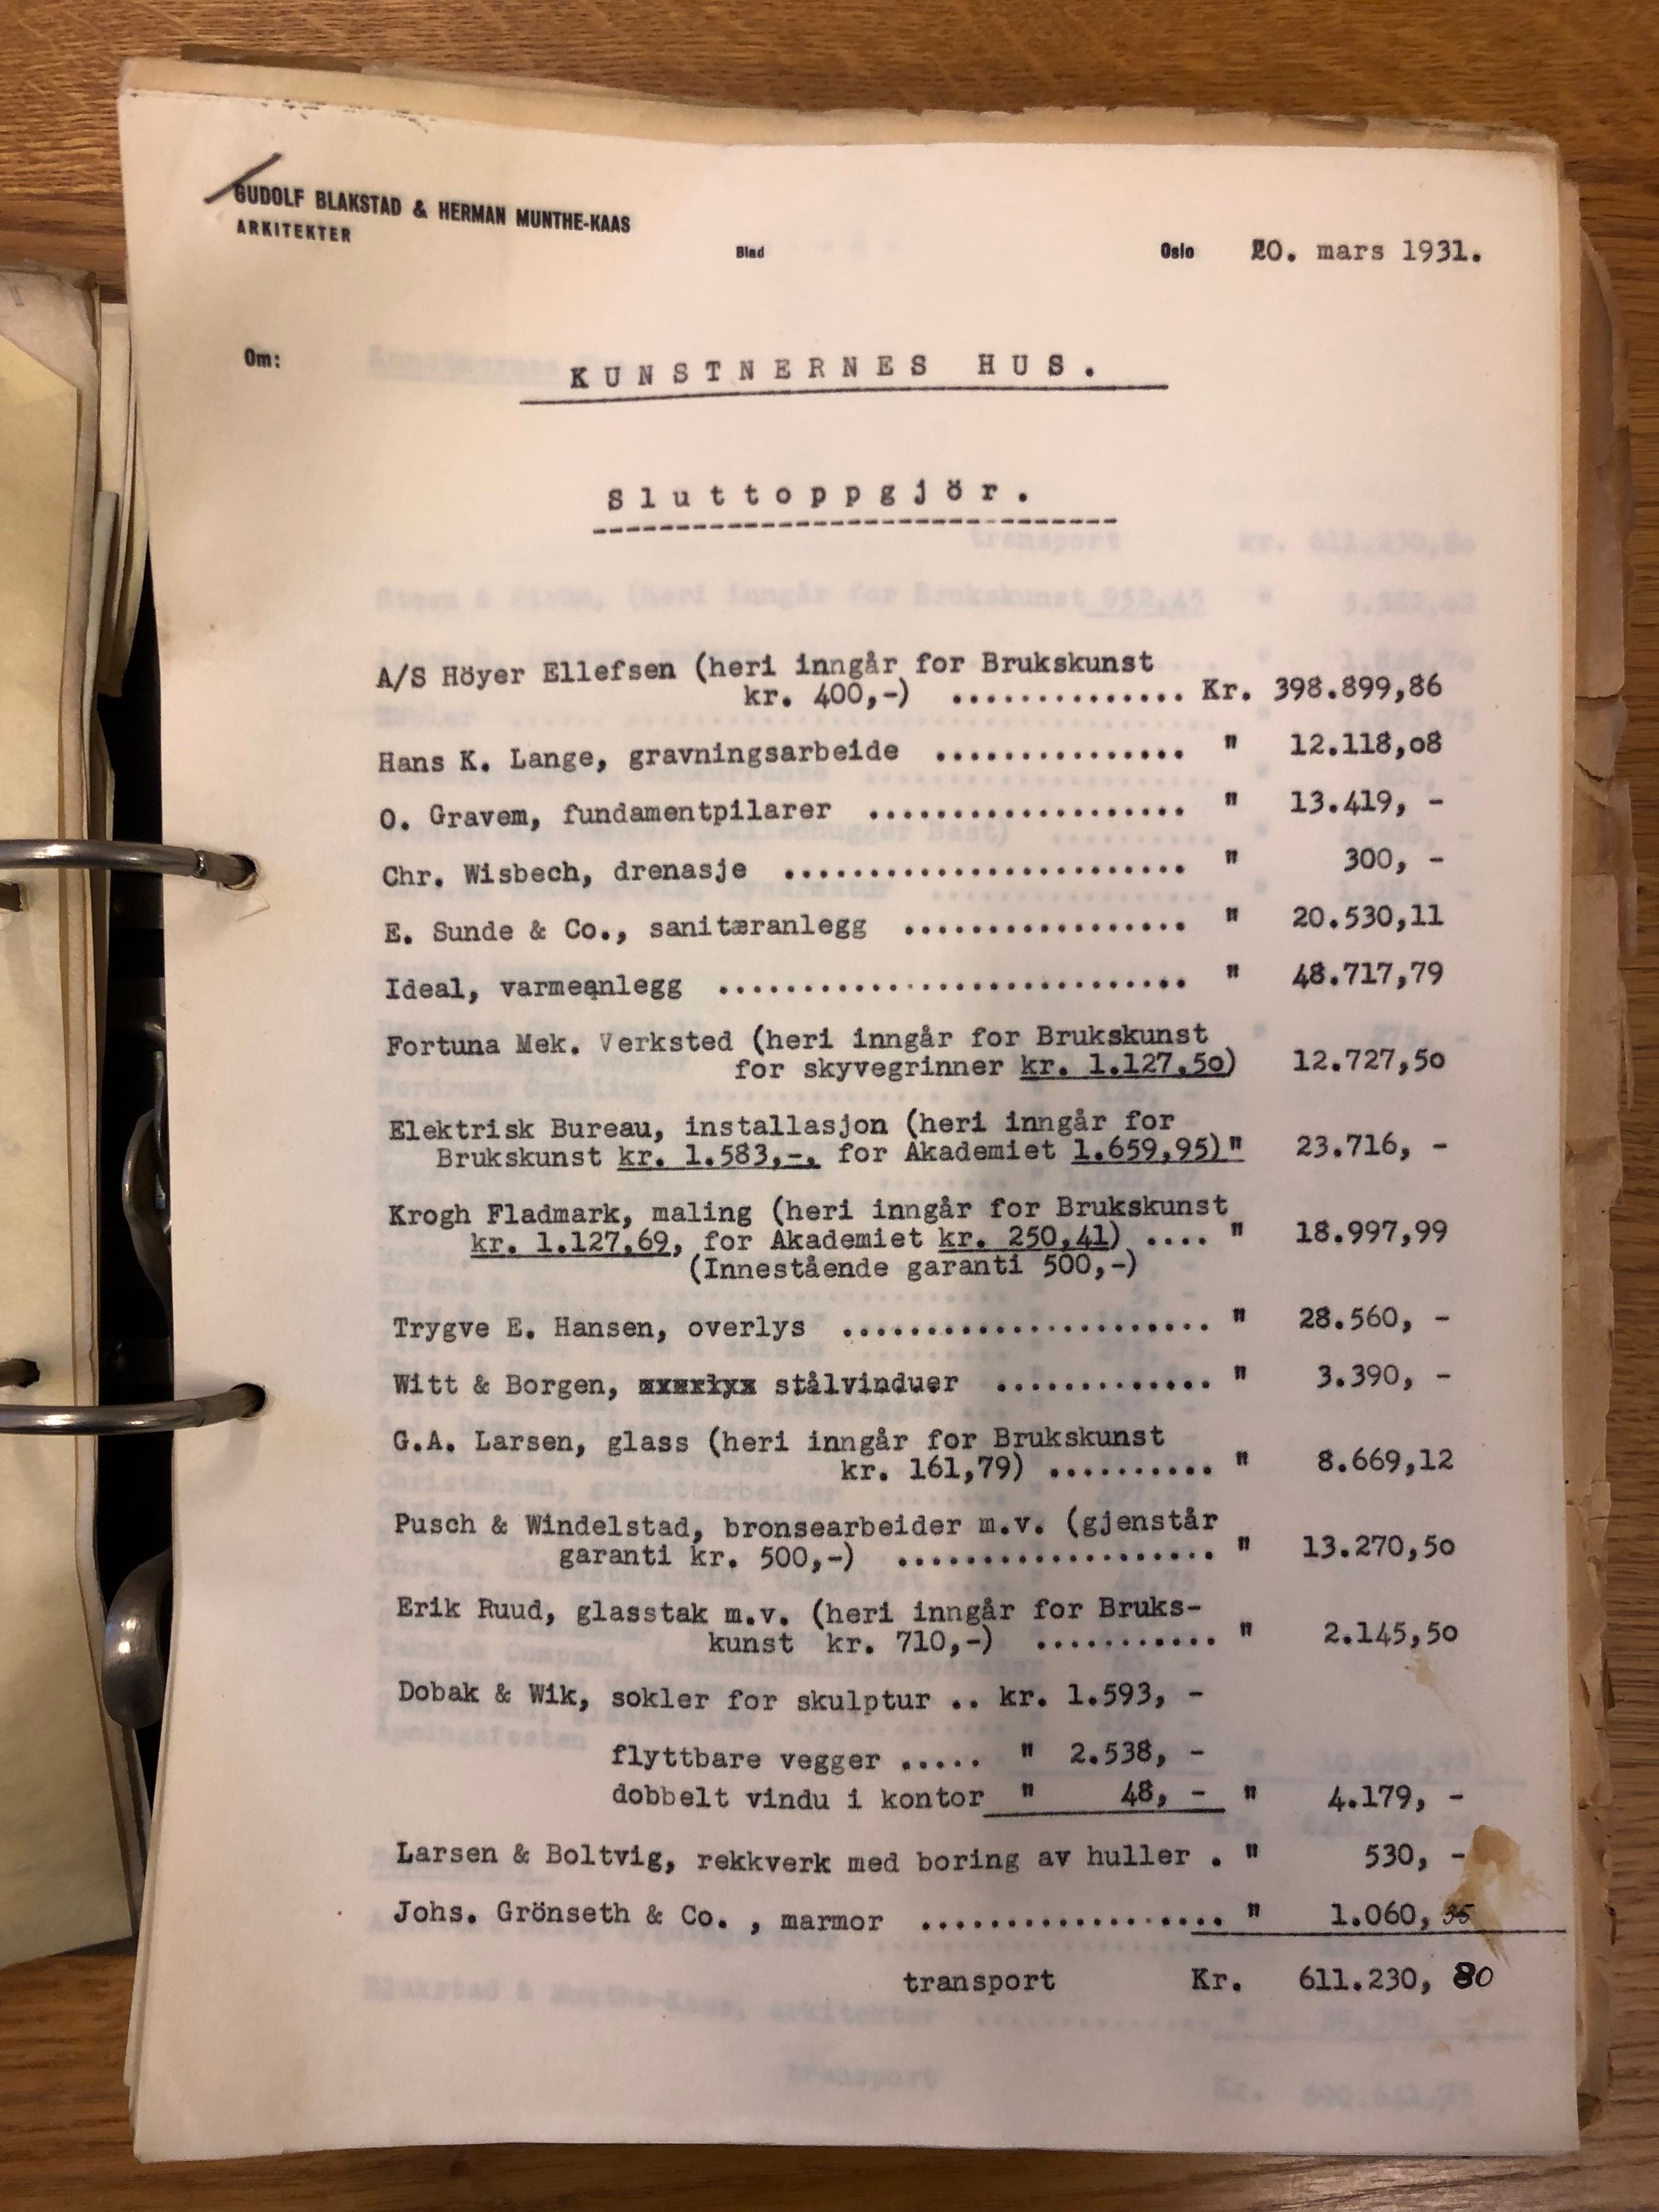 GUDOLF BLAKSTAD & HERMAN MUNTHE-KAAS
ARKITEKTER
Blad
Oslo 20. mars 1931.
Om:
KUNSTNERNES HUS.
Sluttoppgjör.
A/S Höyer Ellefsen (heri inngår for Brukskunst
kr. 400,-) .............. Kr. 398.899,86
Hans K. Lange, gravningsarbeide ............... " 12.118,08
O. Gravem, fundamentpilarer ................... " 13.419, -
Chr. Wisbech, drenasje ........................ " 300, -
E. Sunde & Co., sanitæranlegg ................. " 20.530,11
Ideal, varmeanlegg ............................ " 48.717,79
Fortuna Mek. Verksted (heri inngår for Brukskunst
for skyvegrinner kr. 1.127,50) 12.727,50
Elektrisk Bureau, installasjon (heri inngår for
Brukskunst kr. 1.583,-, for Akademiet 1.659,95)" 23.716, -
Krogh Fladmark, maling (heri inngår for Brukskunst
kr. 1.127,69, for Akademiet kr. 250,41) .... " 18.997,99
(Innestående garanti 500,-)
Trygve E. Hansen, overlys ...................... " 28.560, -
Witt & Borgen, stålvinduer ............. " 3.390, -
G.A. Larsen, glass (heri inngår for Brukskunst
kr. 161,79) .......... " 8.669,12
Pusch & Windelstad, bronsearbeider m.v. (gjenstår
garanti kr. 500,-) ................... " 13.270,50
Erik Ruud, glasstak m.v. (heri inngår for Bruks-
kunst kr. 710,-) ........... " 2.145,50
Dobak & Wik, sokler for skulptur .. kr. 1.593, -
flyttbare vegger ..... " 2.538, -
dobbelt vindu i kontor " 48, - " 4.179, -
Larsen & Boltvig, rekkverk med boring av huller . " 530, -
Johs. Grönseth & Co. , marmor ................... " 1.060, 35
transport Kr. 611.230, 80